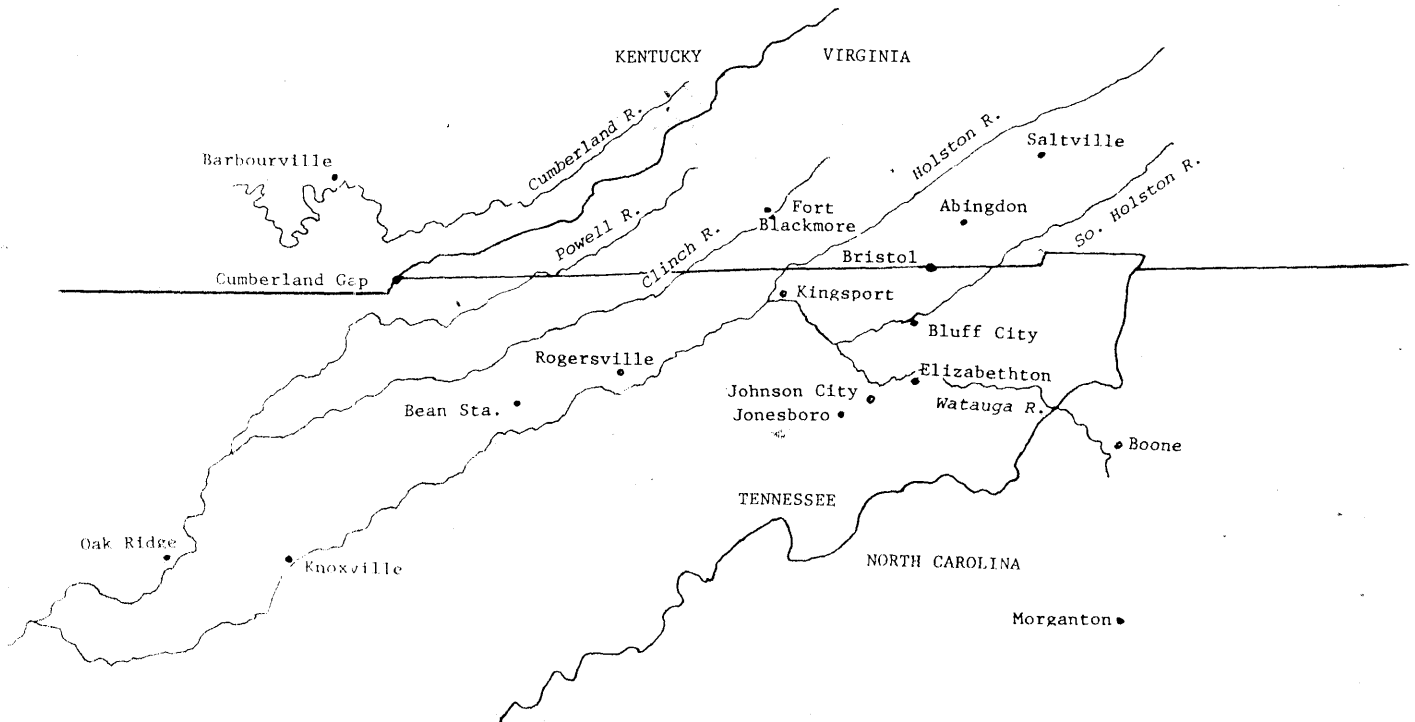 KENTUCKY
VIRGINIA
Cumberland R.
Holston R.
Saltville
Barbourville
So. Holston R.
Powell R.
Fort
Blackmore
Abingdon
Clinch R.
Bristol
Cumberland Gap
Kingsport
Bluff City
Rogersville
Elizabethton
Johnson City
Watauga R.
Bean Sta.
Jonesboro
Boone
TENNESSEE
Oak Ridge
Knoxville
NORTH CAROLINA
Morganton